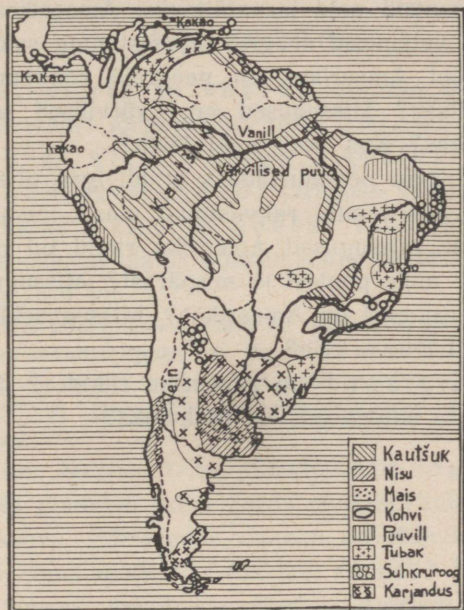 Kakao
Kakao
Kakao
Vanill
Värvilised puud
Kautšuk
Kakao
Vein
Kautšuk
Nisu
Mais
Kohvi
Puuvill
Tubak
Suhkruroog
Karjandus